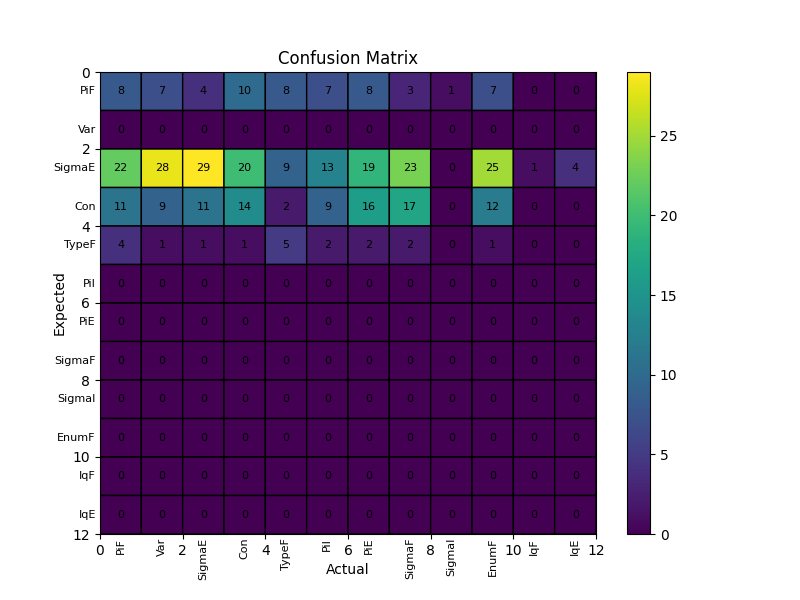 Confusion Matrix
0
PiF 8 7 4 10 8 7 8 3 1 7 0 0
Var 0 0 0 0 0 0 0 0 0 0 0 0
2
SigmaE 22 28 29 20 9 13 19 23 0 25 1 4
Con 11 9 11 14 2 9 16 17 0 12 0 0
4
TypeF 4 1 1 1 5 2 2 2 0 1 0 0
PiI 0 0 0 0 0 0 0 0 0 0 0 0
6
PiE 0 0 0 0 0 0 0 0 0 0 0 0
SigmaF 0 0 0 0 0 0 0 0 0 0 0 0
8
SigmaI 0 0 0 0 0 0 0 0 0 0 0 0
EnumF 0 0 0 0 0 0 0 0 0 0 0 0
10
IqF 0 0 0 0 0 0 0 0 0 0 0 0
IqE 0 0 0 0 0 0 0 0 0 0 0 0
12
Expected
0 2 4 6 8 10 12
PiF Var SigmaE Con TypeF PiI PiE SigmaF SigmaI EnumF IqF IqE
Actual
25
20
15
10
5
0